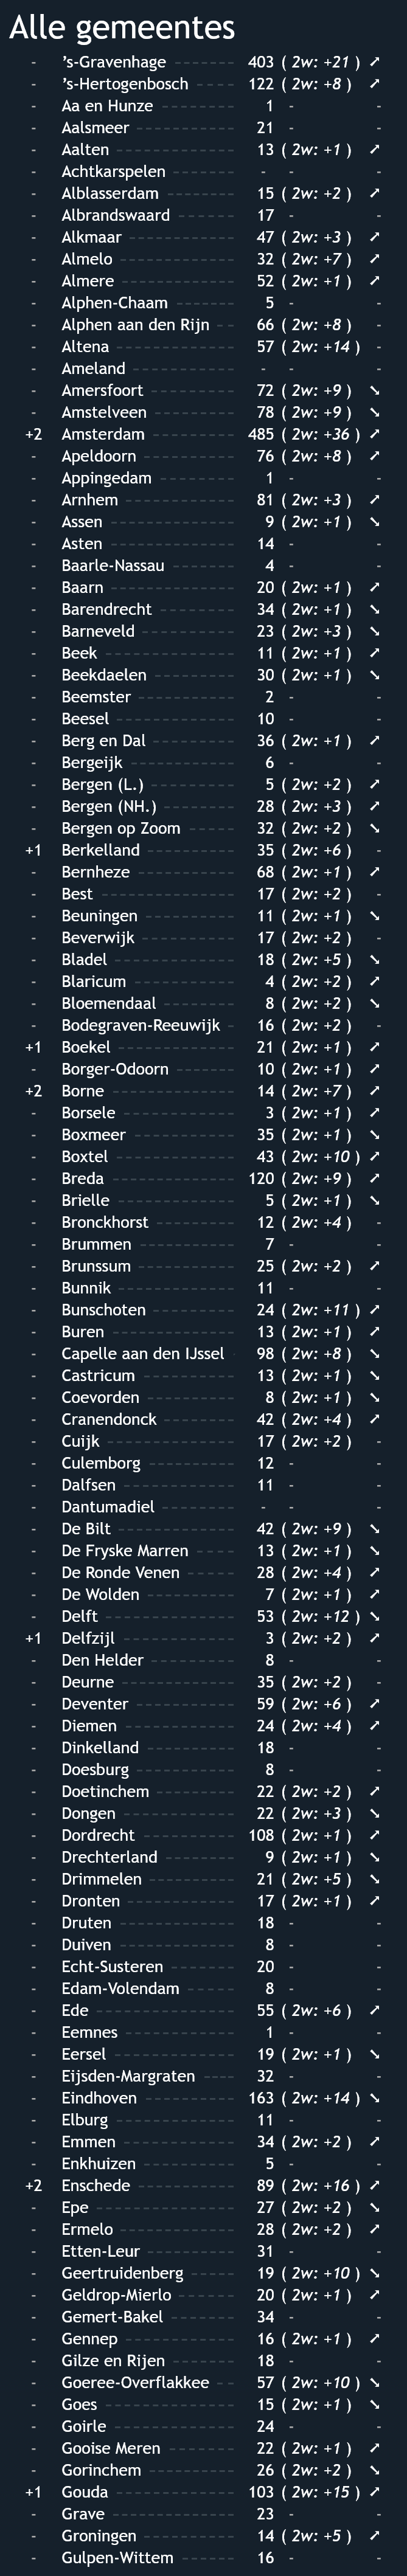 Alle gemeentes
- 's-Gravenhage 403 ( 2w: +21 ) ➚
- 's-Hertogenbosch 122 ( 2w: +8 ) ➚
- Aa en Hunze 1 - -
- Aalsmeer 21 - -
- Aalten 13 ( 2w: +1 ) ➚
- Achtkarspelen - - -
- Alblasserdam 15 ( 2w: +2 ) ➚
- Albrandswaard 17 - -
- Alkmaar 47 ( 2w: +3 ) ➚
- Almelo 32 ( 2w: +7 ) ➚
- Almere 52 ( 2w: +1 ) ➚
- Alphen-Chaam 5 - -
- Alphen aan den Rijn 66 ( 2w: +8 ) -
- Altena 57 ( 2w: +14 ) -
- Ameland - - -
- Amersfoort 72 ( 2w: +9 ) ➘
- Amstelveen 78 ( 2w: +9 ) ➘
+2 Amsterdam 485 ( 2w: +36 ) ➚
- Apeldoorn 76 ( 2w: +8 ) ➚
- Appingedam 1 - -
- Arnhem 81 ( 2w: +3 ) ➚
- Assen 9 ( 2w: +1 ) ➘
- Asten 14 - -
- Baarle-Nassau 4 - -
- Baarn 20 ( 2w: +1 ) ➚
- Barendrecht 34 ( 2w: +1 ) ➘
- Barneveld 23 ( 2w: +3 ) ➘
- Beek 11 ( 2w: +1 ) ➚
- Beekdaelen 30 ( 2w: +1 ) ➘
- Beemster 2 - -
- Beesel 10 - -
- Berg en Dal 36 ( 2w: +1 ) ➚
- Bergeijk 6 - -
- Bergen (L.) 5 ( 2w: +2 ) ➚
- Bergen (NH.) 28 ( 2w: +3 ) ➚
- Bergen op Zoom 32 ( 2w: +2 ) ➘
+1 Berkelland 35 ( 2w: +6 ) -
- Bernheze 68 ( 2w: +1 ) ➚
- Best 17 ( 2w: +2 ) -
- Beuningen 11 ( 2w: +1 ) ➘
- Beverwijk 17 ( 2w: +2 ) -
- Bladel 18 ( 2w: +5 ) ➘
- Blaricum 4 ( 2w: +2 ) ➚
- Bloemendaal 8 ( 2w: +2 ) ➘
- Bodegraven-Reeuwijk 16 ( 2w: +2 ) -
+1 Boekel 21 ( 2w: +1 ) ➚
- Borger-Odoorn 10 ( 2w: +1 ) ➚
+2 Borne 14 ( 2w: +7 ) ➚
- Borsele 3 ( 2w: +1 ) ➚
- Boxmeer 35 ( 2w: +1 ) ➘
- Boxtel 43 ( 2w: +10 ) ➚
- Breda 120 ( 2w: +9 ) ➚
- Brielle 5 ( 2w: +1 ) ➘
- Bronckhorst 12 ( 2w: +4 ) -
- Brummen 7 - -
- Brunssum 25 ( 2w: +2 ) ➚
- Bunnik 11 - -
- Bunschoten 24 ( 2w: +11 ) ➚
- Buren 13 ( 2w: +1 ) ➚
- Capelle aan den IJssel 98 ( 2w: +8 ) ➘
- Castricum 13 ( 2w: +1 ) ➘
- Coevorden 8 ( 2w: +1 ) ➘
- Cranendonck 42 ( 2w: +4 ) ➚
- Cuijk 17 ( 2w: +2 ) -
- Culemborg 12 - -
- Dalfsen 11 - -
- Dantumadiel - - -
- De Bilt 42 ( 2w: +9 ) ➘
- De Fryske Marren 13 ( 2w: +1 ) ➘
- De Ronde Venen 28 ( 2w: +4 ) ➚
- De Wolden 7 ( 2w: +1 ) ➚
- Delft 53 ( 2w: +12 ) ➘
+1 Delfzijl 3 ( 2w: +2 ) ➚
- Den Helder 8 - -
- Deurne 35 ( 2w: +2 ) -
- Deventer 59 ( 2w: +6 ) ➚
- Diemen 24 ( 2w: +4 ) ➚
- Dinkelland 18 - -
- Doesburg 8 - -
- Doetinchem 22 ( 2w: +2 ) ➚
- Dongen 22 ( 2w: +3 ) ➘
- Dordrecht 108 ( 2w: +1 ) ➚
- Drechterland 9 ( 2w: +1 ) ➘
- Drimmelen 21 ( 2w: +5 ) ➘
- Dronten 17 ( 2w: +1 ) ➚
- Druten 18 - -
- Duiven 8 - -
- Echt-Susteren 20 - -
- Edam-Volendam 8 - -
- Ede 55 ( 2w: +6 ) ➚
- Eemnes 1 - -
- Eersel 19 ( 2w: +1 ) ➘
- Eijsden-Margraten 32 - -
- Eindhoven 163 ( 2w: +14 ) ➘
- Elburg 11 - -
- Emmen 34 ( 2w: +2 ) ➚
- Enkhuizen 5 - -
+2 Enschede 89 ( 2w: +16 ) ➚
- Epe 27 ( 2w: +2 ) ➘
- Ermelo 28 ( 2w: +2 ) ➚
- Etten-Leur 31 - -
- Geertruidenberg 19 ( 2w: +10 ) ➘
- Geldrop-Mierlo 20 ( 2w: +1 ) ➚
- Gemert-Bakel 34 - -
- Gennep 16 ( 2w: +1 ) ➚
- Gilze en Rijen 18 - -
- Goeree-Overflakkee 57 ( 2w: +10 ) ➘
- Goes 15 ( 2w: +1 ) ➘
- Goirle 24 - -
- Gooise Meren 22 ( 2w: +1 ) ➚
- Gorinchem 26 ( 2w: +2 ) ➘
+1 Gouda 103 ( 2w: +15 ) ➚
- Grave 23 - -
- Groningen 14 ( 2w: +5 ) ➚
- Gulpen-Wittem 16 - -